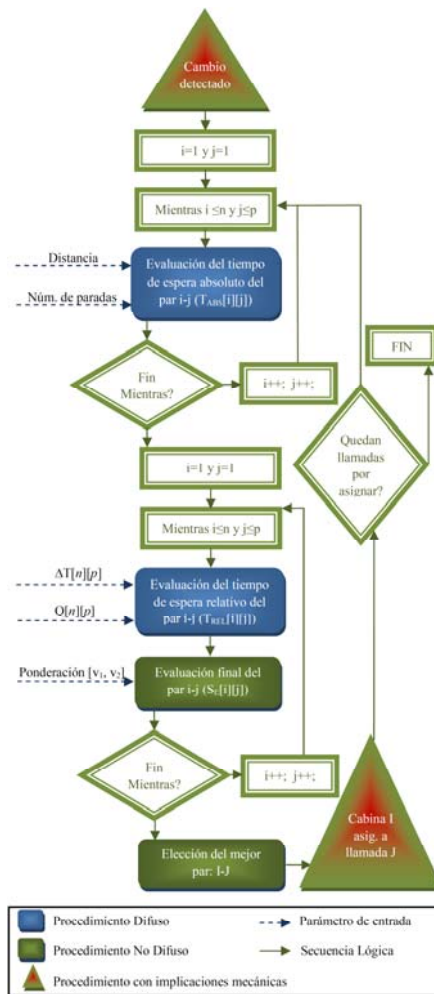 Cambio
detectado
i=1 y j=1
Mientras i ≤n y j≤p
Distancia
Evaluación del tiempo
de espera absoluto del
par i-j (TABS[i][j])
Núm. de paradas
Fin
Mientras?
i++; j++;
FIN
Quedan
llamadas
por
asignar?
i=1 y j=1
Mientras i≤n y j≤p
ΔT[n][p]
Evaluación del tiempo
de espera relativo del
par i-j (TREL[i][j])
Q[n][p]
Ponderación [v1, v2]
Evaluación final del
par i-j (SE[i][j])
Fin
Mientras?
i++; j++;
Elección del mejor
par: I-J
Cabina I
asig. a
llamada J
Procedimiento Difuso
Parámetro de entrada
Procedimiento No Difuso
Secuencia Lógica
Procedimiento con implicaciones mecánicas